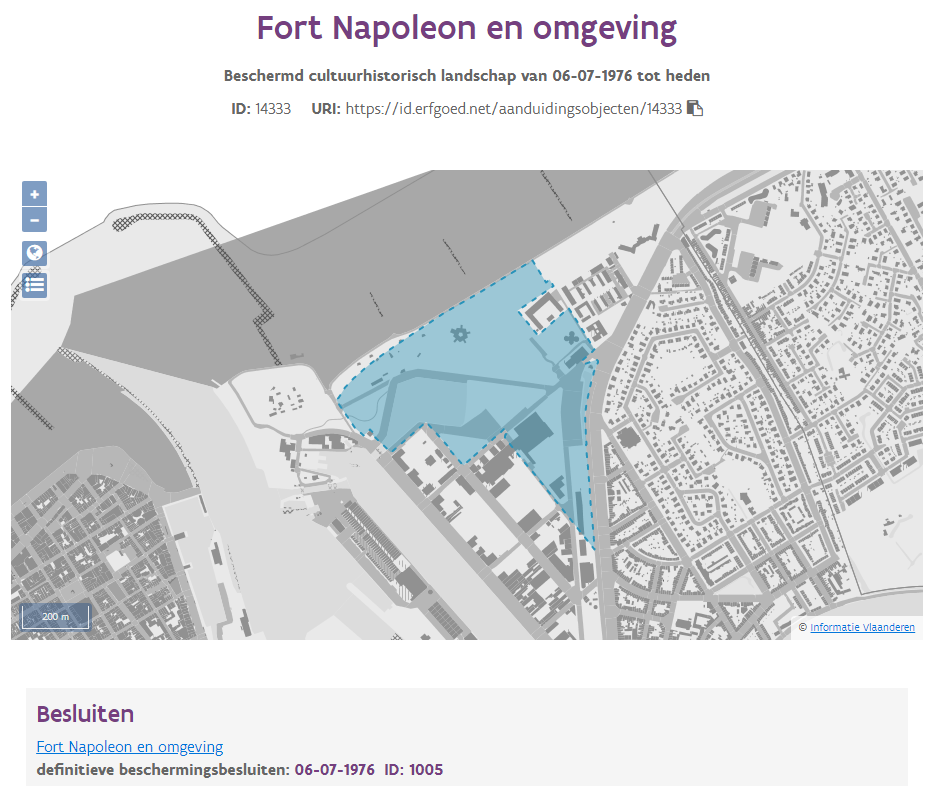 Fort Napoleon en omgeving
Beschermd cultuurhistorisch landschap van 06-07-1976 tot heden
ID: 14333 URI: https://id.erfgoed.net/aanduidingsobjecten/14333
+
–
200 m
© Informatie Vlaanderen
Besluiten
Fort Napoleon en omgeving
definitieve beschermingsbesluiten: 06-07-1976 ID: 1005